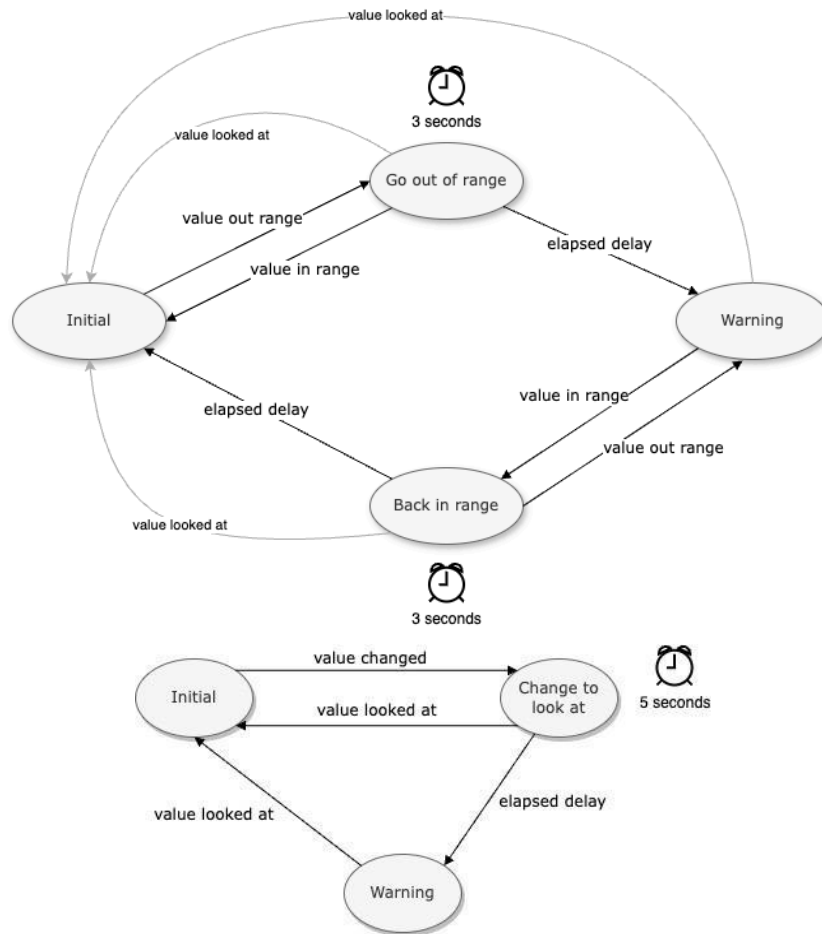 value looked at
3 seconds
value looked at
Go out of range
value out range
elapsed delay
value in range
Initial
Warning
value in range
elapsed delay
value out range
Back in range
value looked at
3 seconds
value changed
Initial
Change to
look at
5 seconds
value looked at
elapsed delay
value looked at
Warning